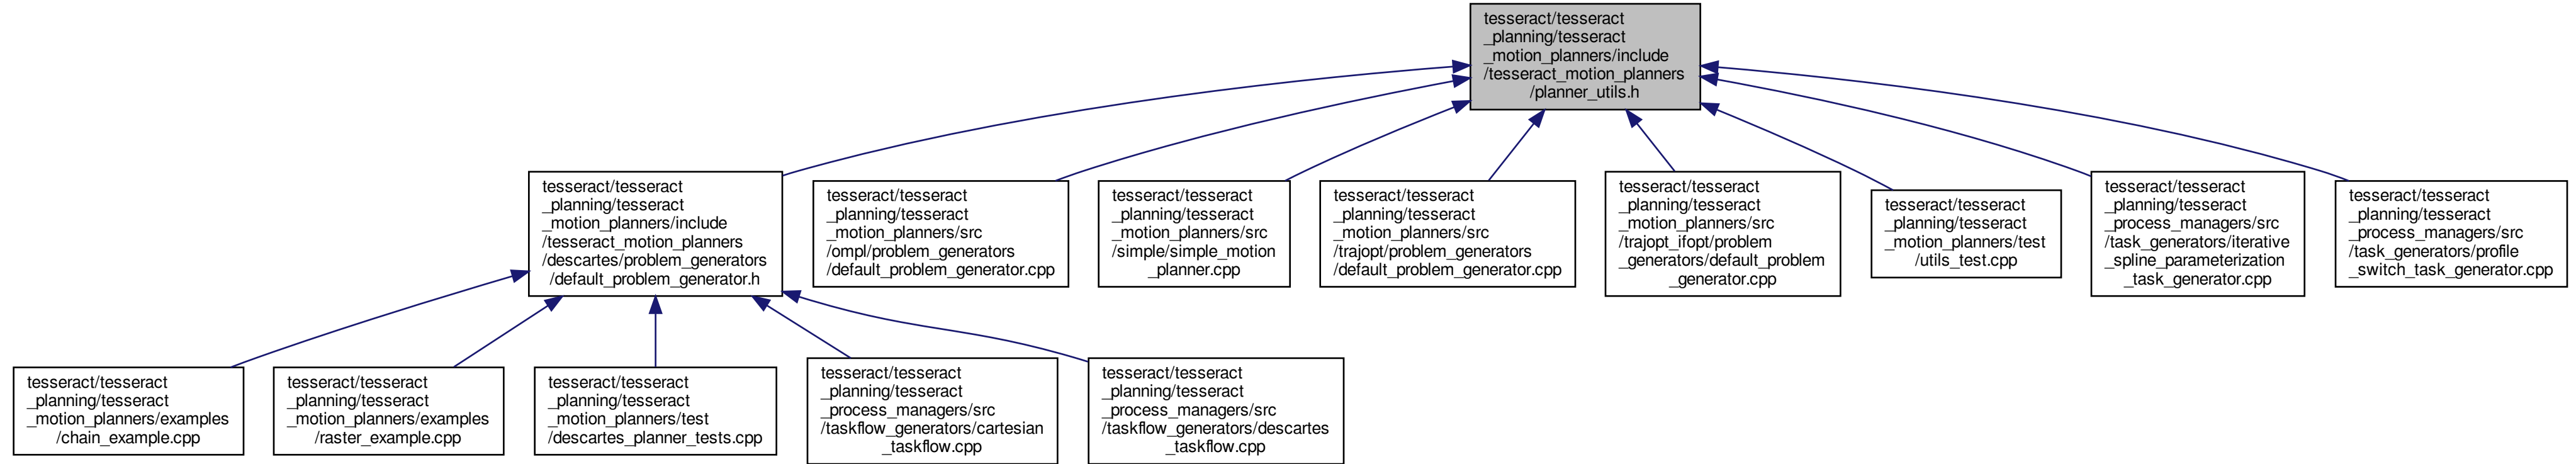 tesseract/tesseract
_planning/tesseract
_motion_planners/include
/tesseract_motion_planners
/planner_utils.h
tesseract/tesseract
_planning/tesseract
_motion_planners/include
/tesseract_motion_planners
/descartes/problem_generators
/default_problem_generator.h
tesseract/tesseract
_planning/tesseract
_motion_planners/src
/ompl/problem_generators
/default_problem_generator.cpp
tesseract/tesseract
_planning/tesseract
_motion_planners/src
/simple/simple_motion
_planner.cpp
tesseract/tesseract
_planning/tesseract
_motion_planners/src
/trajopt/problem_generators
/default_problem_generator.cpp
tesseract/tesseract
_planning/tesseract
_motion_planners/src
/trajopt_ifopt/problem
_generators/default_problem
_generator.cpp
tesseract/tesseract
_planning/tesseract
_motion_planners/test
/utils_test.cpp
tesseract/tesseract
_planning/tesseract
_process_managers/src
/task_generators/iterative
_spline_parameterization
_task_generator.cpp
tesseract/tesseract
_planning/tesseract
_process_managers/src
/task_generators/profile
_switch_task_generator.cpp
tesseract/tesseract
_planning/tesseract
_motion_planners/examples
/chain_example.cpp
tesseract/tesseract
_planning/tesseract
_motion_planners/examples
/raster_example.cpp
tesseract/tesseract
_planning/tesseract
_motion_planners/test
/descartes_planner_tests.cpp
tesseract/tesseract
_planning/tesseract
_process_managers/src
/taskflow_generators/cartesian
_taskflow.cpp
tesseract/tesseract
_planning/tesseract
_process_managers/src
/taskflow_generators/descartes
_taskflow.cpp